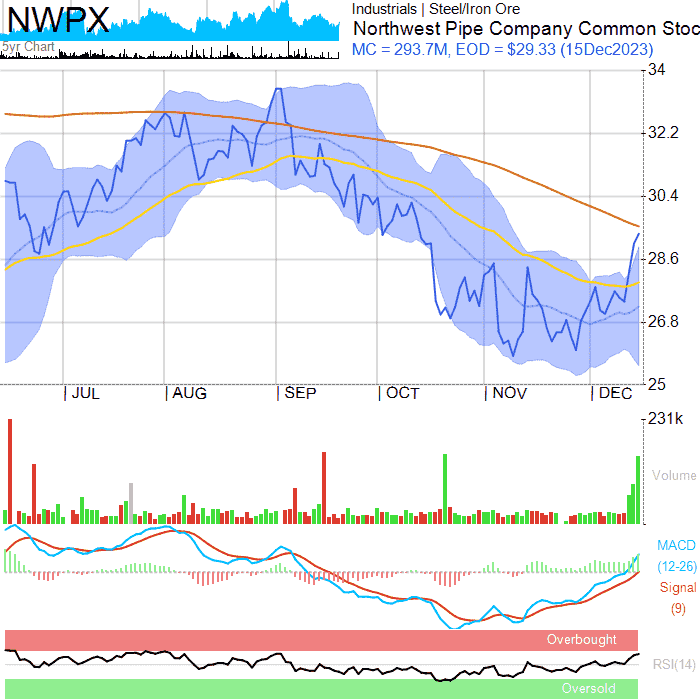 NWPX
5yr Chart
Industrials | Steel/Iron Ore
Northwest Pipe Company Common Stoc
MC = 293.7M, EOD = $29.33 (15Dec2023)
34
32.2
30.4
28.6
26.8
25
| JUL | AUG | SEP | OCT | NOV | DEC
231k
Volume
MACD
(12-26)
Signal
(9)
Overbought
RSI(14)
Oversold